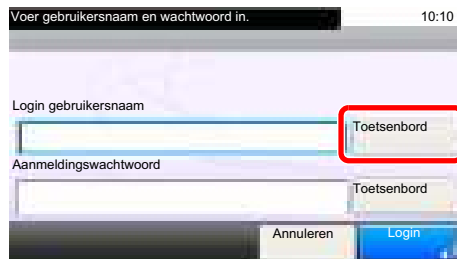 Voer gebruikersnaam en wachtwoord in. 10:10
Login gebruikersnaam
Toetsenbord
Aanmeldingswachtwoord
Toetsenbord
Annuleren Login